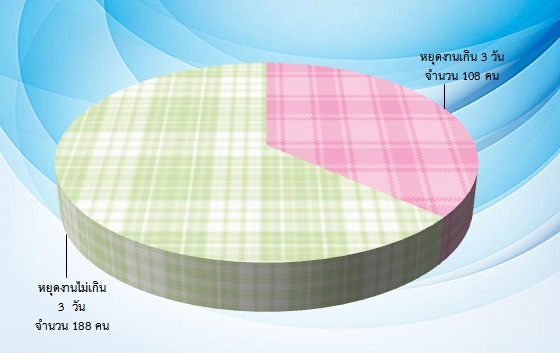 หยุดงานเกิน 3 วัน
จำนวน 108 คน
หยุดงานไม่เกิน
3 วัน
จำนวน 188 คน